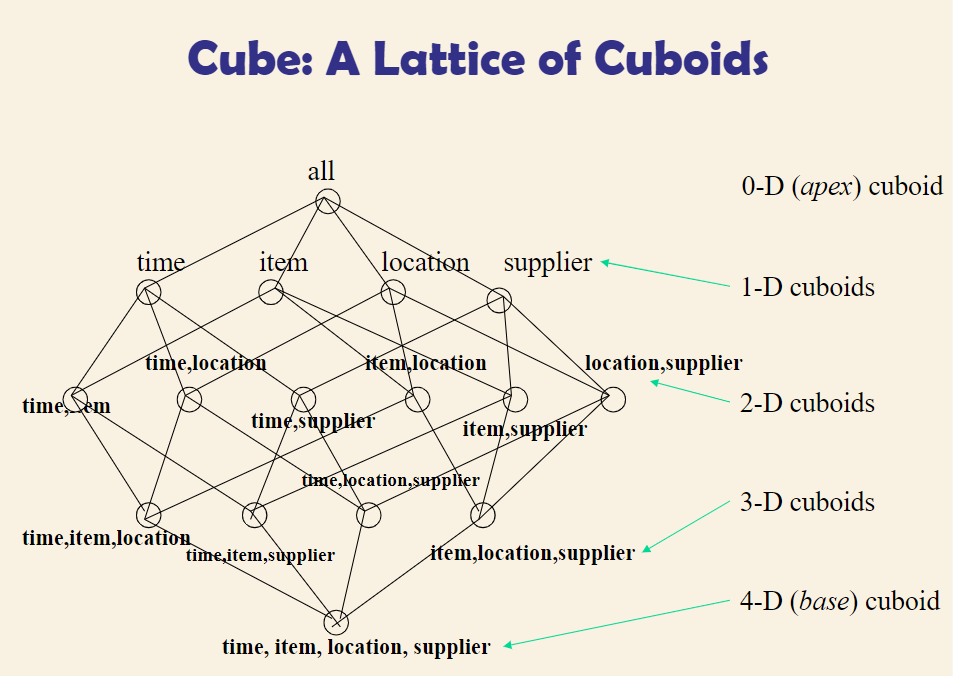 Cube: A Lattice of Cuboids
all
0-D (apex) cuboid
time
item
location
supplier
1-D cuboids
time,location
item,location
location,supplier
time,item
2-D cuboids
time,supplier
item,supplier
time,location,supplier
3-D cuboids
time,item,location
time,item,supplier
item,location,supplier
4-D (base) cuboid
time, item, location, supplier